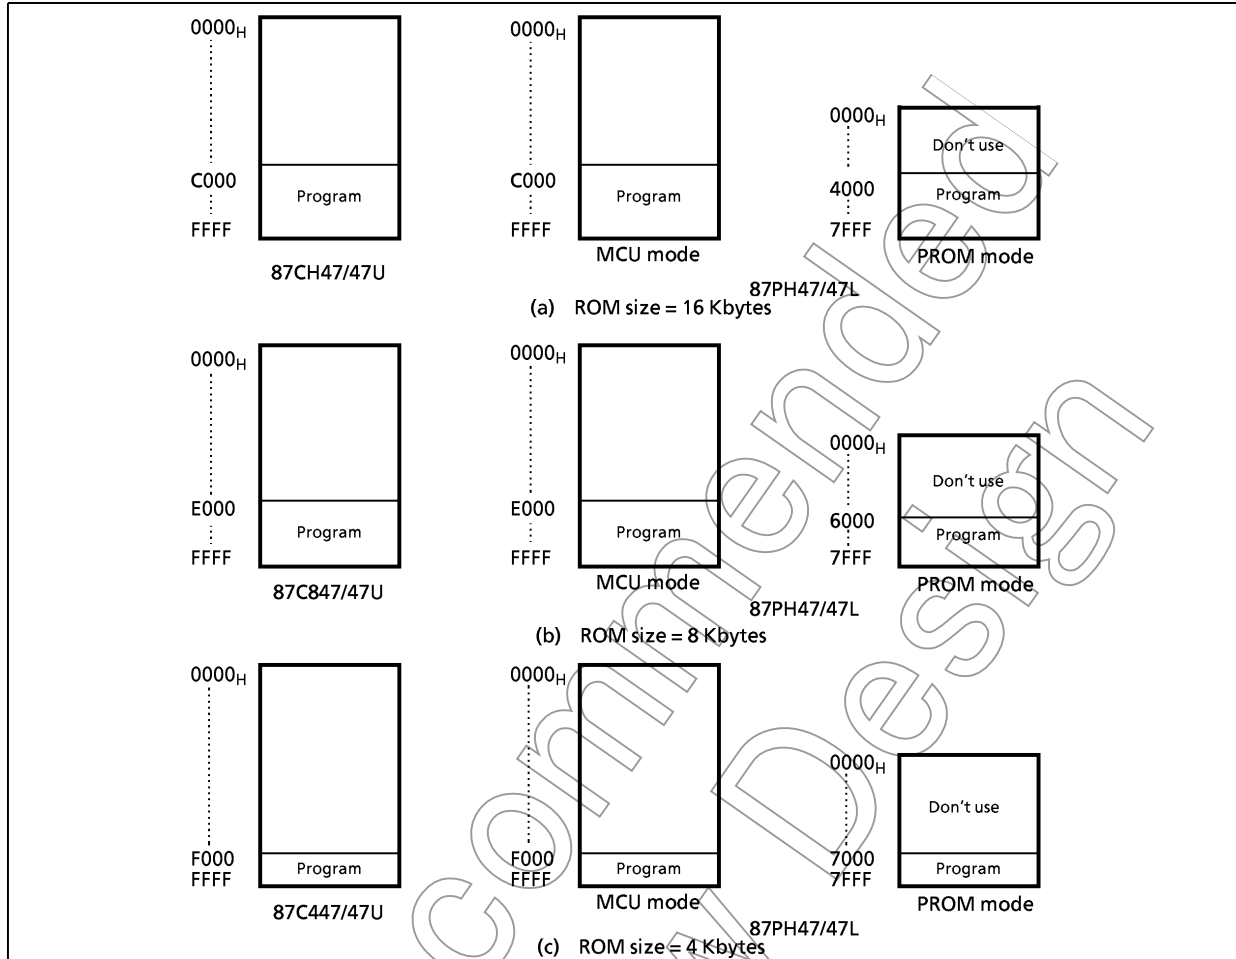 0000H
C000
FFFF
Program
87CH47/47U
0000H
C000
FFFF
Program
MCU mode
0000H
4000
7FFF
Don't use
Program
PROM mode
87PH47/47L
(a) ROM size = 16 Kbytes
0000H
E000
FFFF
Program
87C847/47U
0000H
E000
FFFF
Program
MCU mode
0000H
6000
7FFF
Don't use
Program
PROM mode
87PH47/47L
(b) ROM size = 8 Kbytes
0000H
F000
FFFF
Program
87C447/47U
0000H
F000
FFFF
Program
MCU mode
0000H
7000
7FFF
Don't use
Program
PROM mode
87PH47/47L
(c) ROM size = 4 Kbytes
commended
w Design